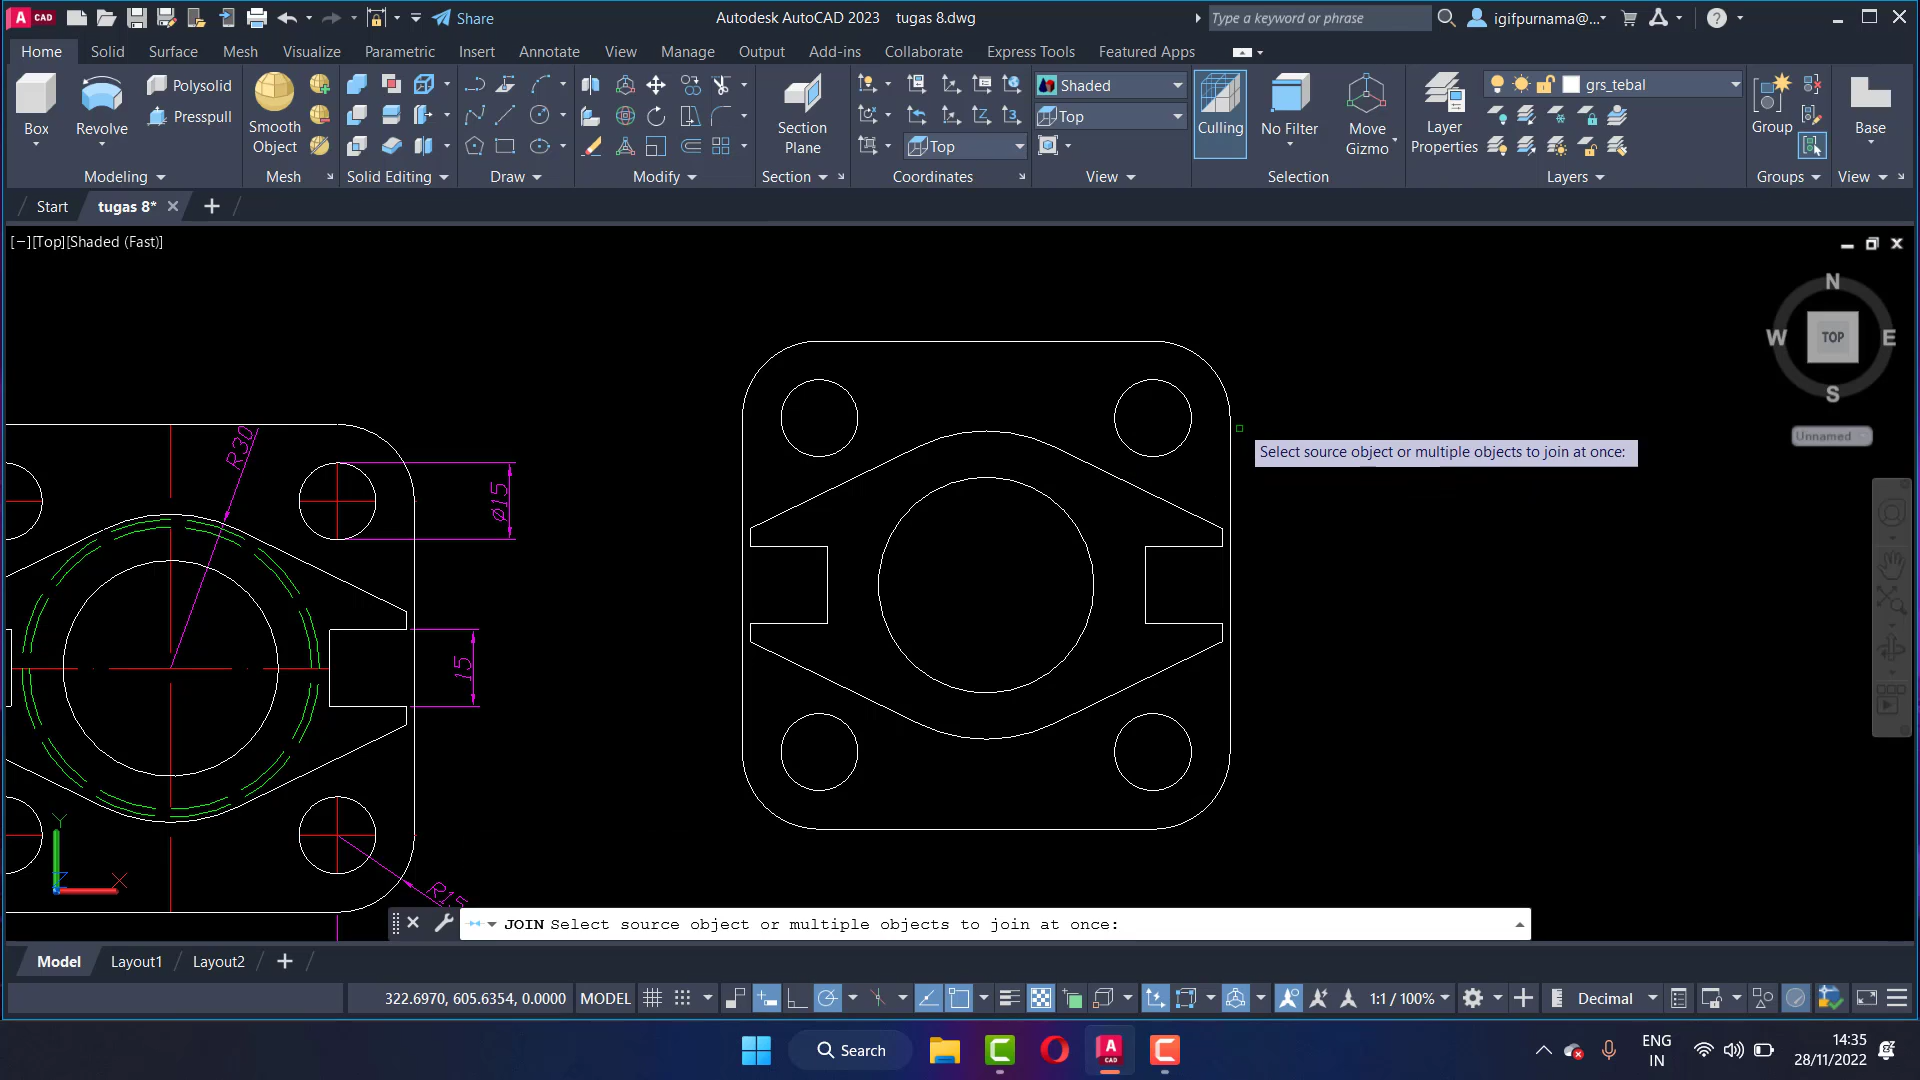 CAD
Share
Autodesk AutoCAD 2023 tugas 8.dwg
Type a keyword or phrase
igifpurnama@...
Home Solid Surface Mesh Visualize Parametric Insert Annotate View Manage Output Add-ins Collaborate Express Tools Featured Apps
Box
Revolve
Polysolid
Presspull
Smooth Object
Section Plane
Top
Shaded
Top
Culling
No Filter
Move Gizmo
Layer Properties
grs_tebal
Group
Base
Modeling Mesh Solid Editing Draw Modify Section Coordinates View Selection Layers Groups View
Start tugas 8*
[−][Top][Shaded (Fast)]
N
W TOP E
S
Unnamed
R30
ø15
15
R15
Y
X
Z
Select source object or multiple objects to join at once:
JOIN Select source object or multiple objects to join at once:
Model Layout1 Layout2
322.6970, 605.6354, 0.0000 MODEL 1:1 / 100% Decimal
Search
A
CAD
ENG
IN
14:35
28/11/2022